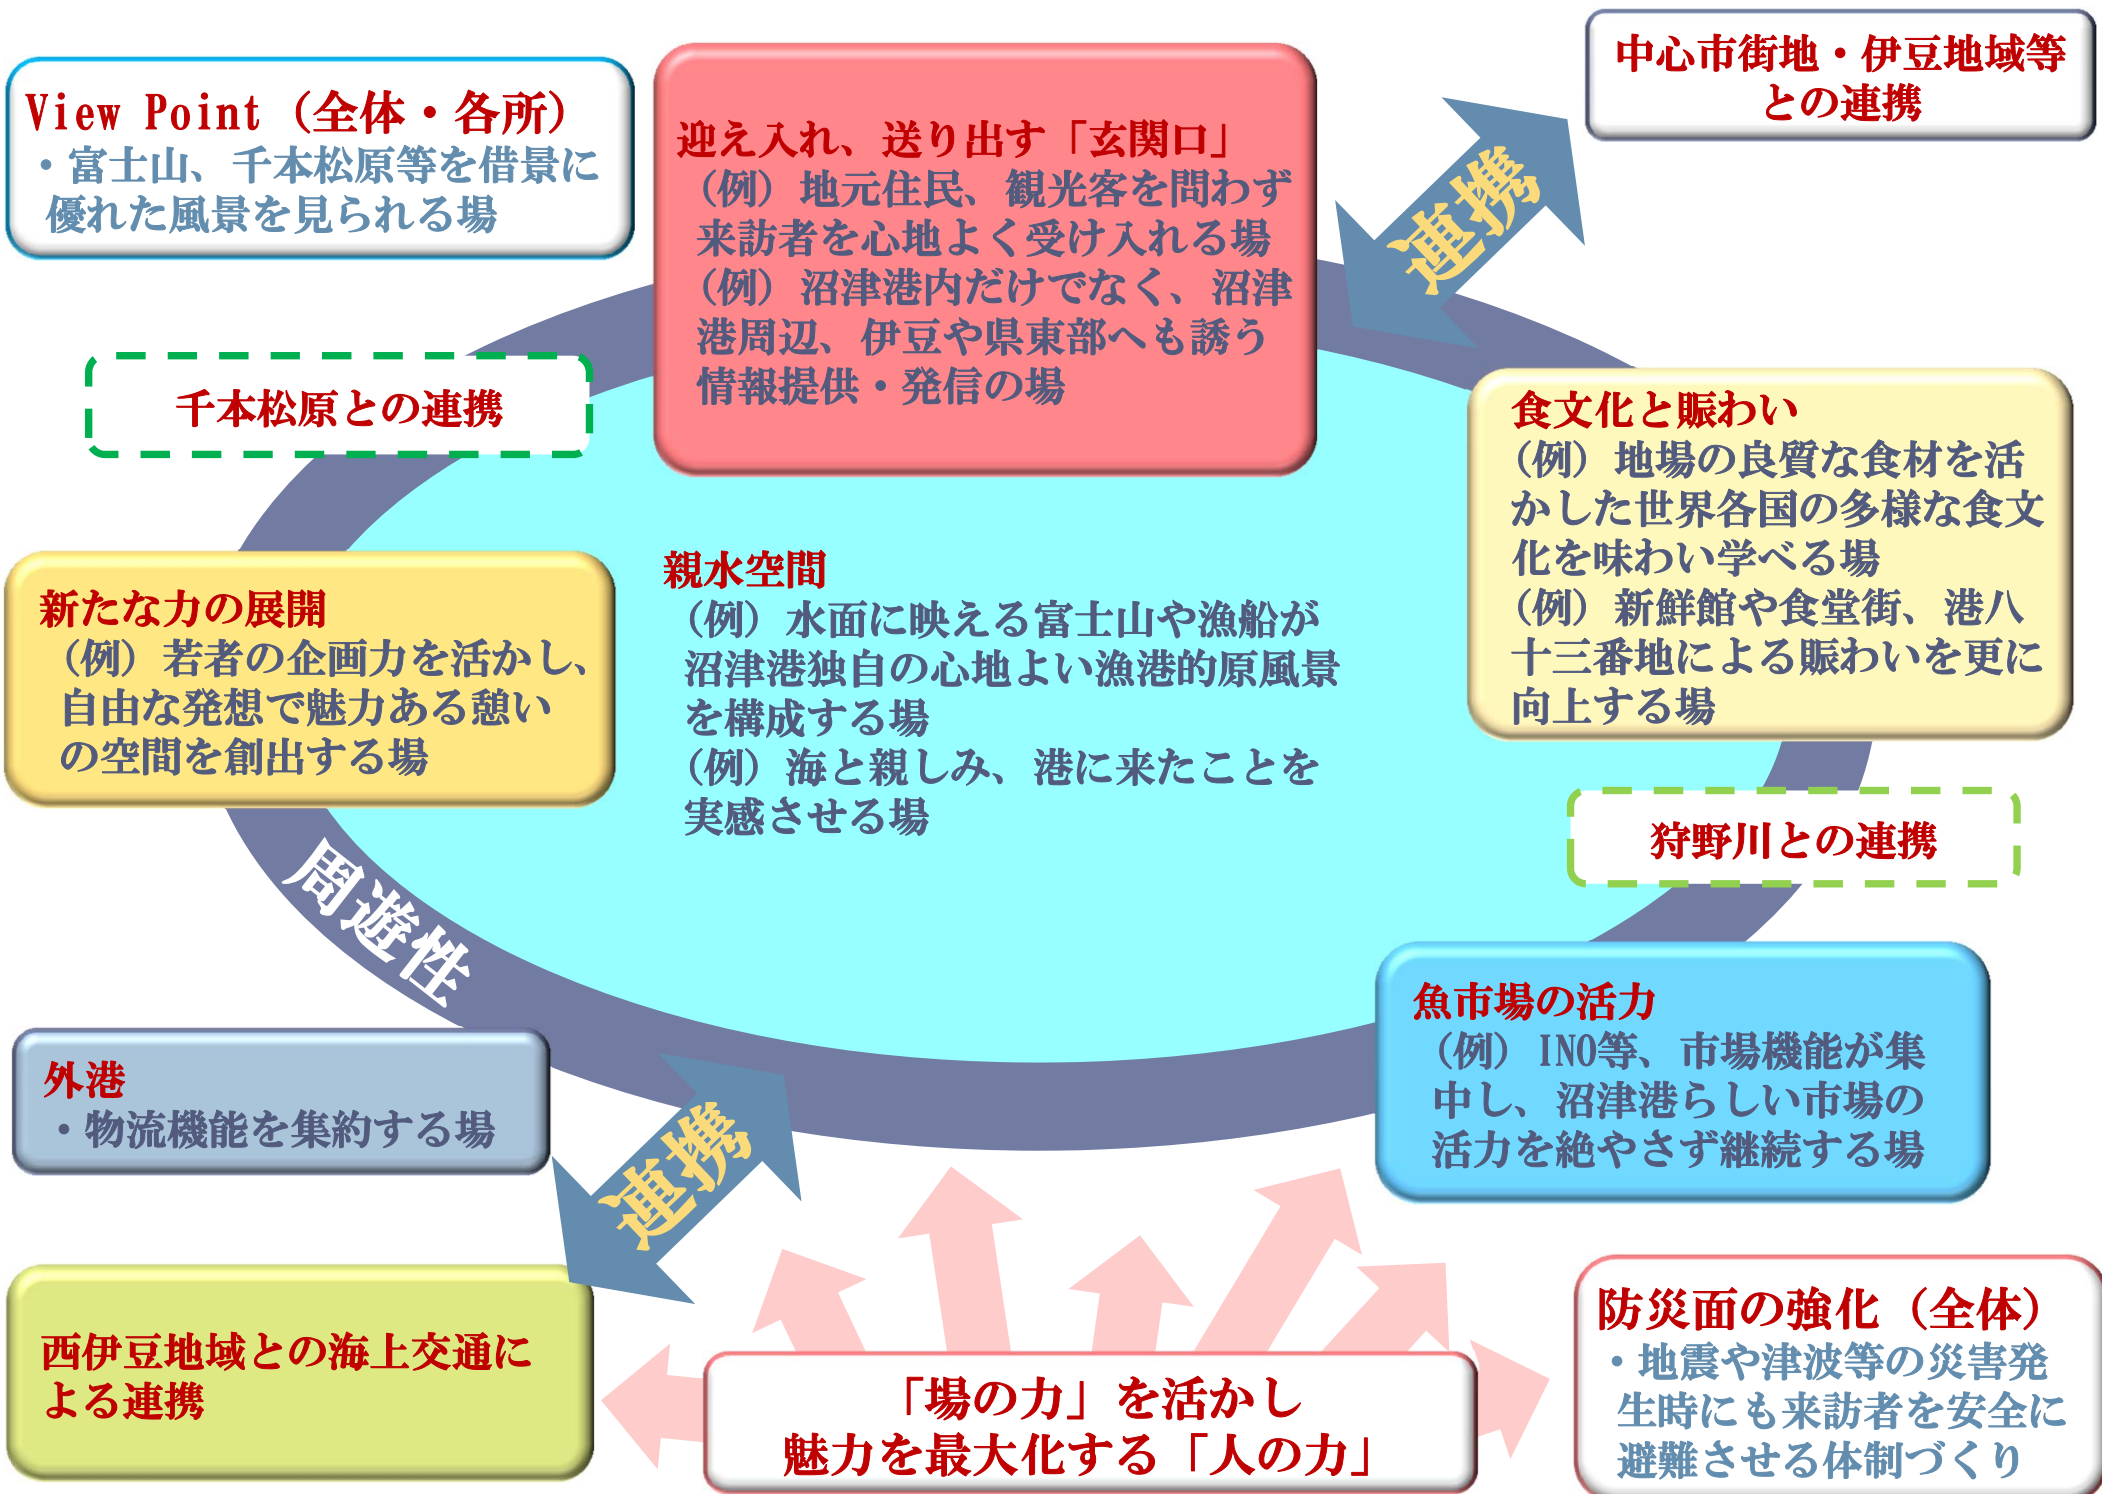 View Point（全体・各所）
・富士山、千本松原等を借景に
優れた風景を見られる場
迎え入れ、送り出す「玄関口」
（例）地元住民、観光客を問わず
来訪者を心地よく受け入れる場
（例）沼津港内だけでなく、沼津
港周辺、伊豆や県東部へも誘う
情報提供・発信の場
中心市街地・伊豆地域等
との連携
連携
千本松原との連携
食文化と賑わい
（例）地場の良質な食材を活
かした世界各国の多様な食文
化を味わい学べる場
（例）新鮮館や食堂街、港八
十三番地による賑わいを更に
向上する場
新たな力の展開
（例）若者の企画力を活かし、
自由な発想で魅力ある憩い
の空間を創出する場
親水空間
（例）水面に映える富士山や漁船が
沼津港独自の心地よい漁港的原風景
を構成する場
（例）海と親しみ、港に来たことを
実感させる場
狩野川との連携
周遊性
魚市場の活力
（例）INO等、市場機能が集
中し、沼津港らしい市場の
活力を絶やさず継続する場
外港
・物流機能を集約する場
連携
西伊豆地域との海上交通に
よる連携
「場の力」を活かし
魅力を最大化する「人の力」
防災面の強化（全体）
・地震や津波等の災害発
生時にも来訪者を安全に
避難させる体制づくり